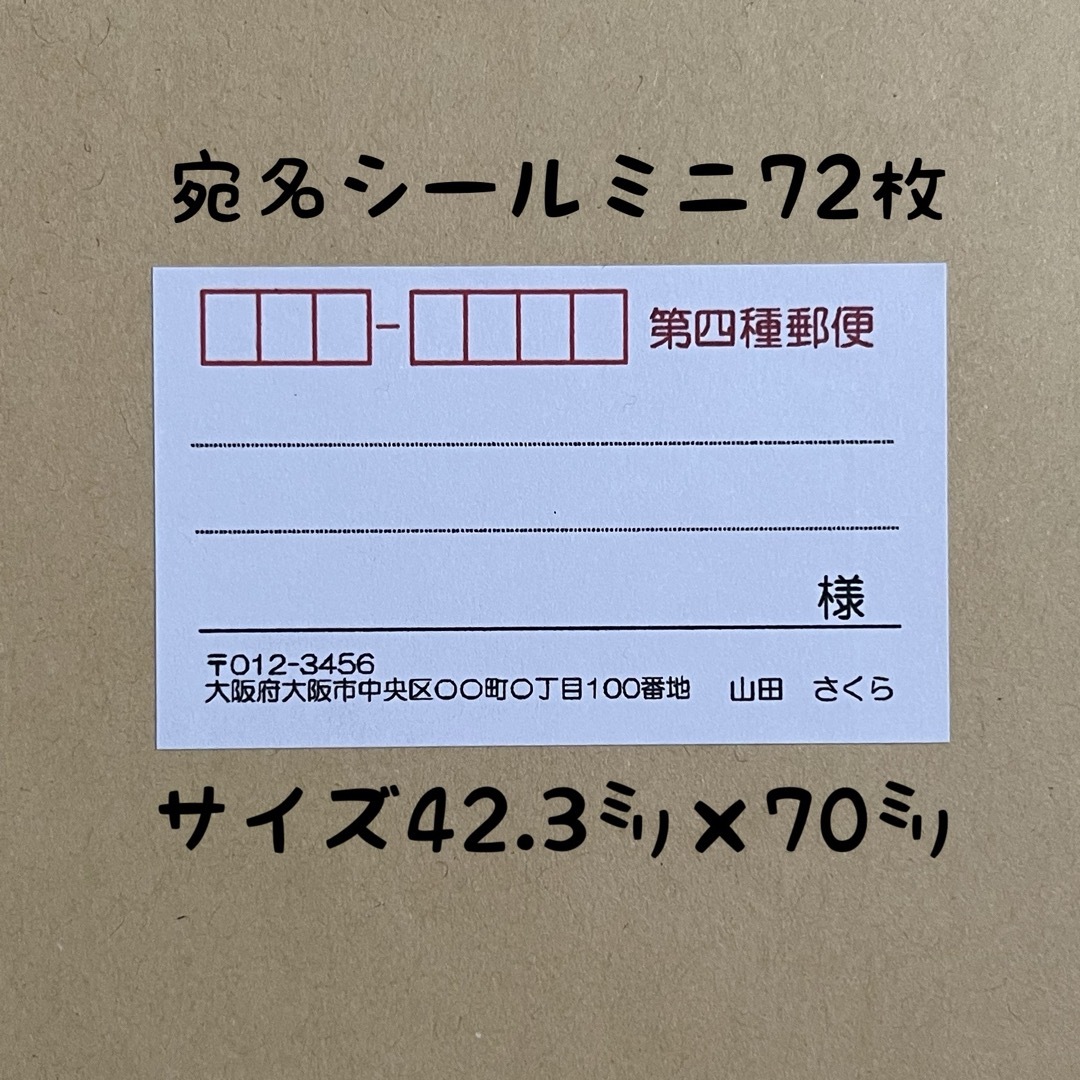 宛名シールミニ72枚
- 第四種郵便
様
〒012-3456
大阪府大阪市中央区〇〇町〇丁目100番地 山田 さくら
サイズ42.3㍉×70㍉